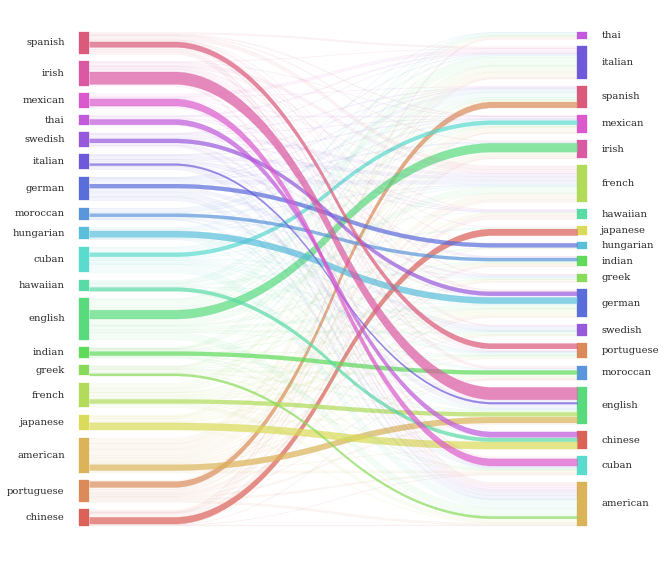 spanish
irish
mexican
thai
swedish
italian
german
moroccan
hungarian
cuban
hawaiian
english
indian
greek
french
japanese
american
portuguese
chinese
thai
italian
spanish
mexican
irish
french
hawaiian
japanese
hungarian
indian
greek
german
swedish
portuguese
moroccan
english
chinese
cuban
american